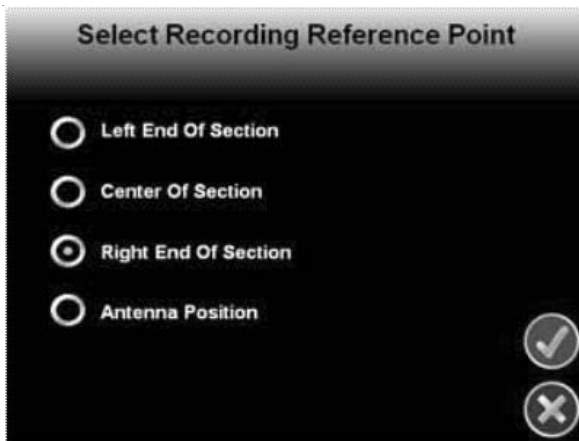 Select Recording Reference Point
Left End Of Section
Center Of Section
Right End Of Section
Antenna Position